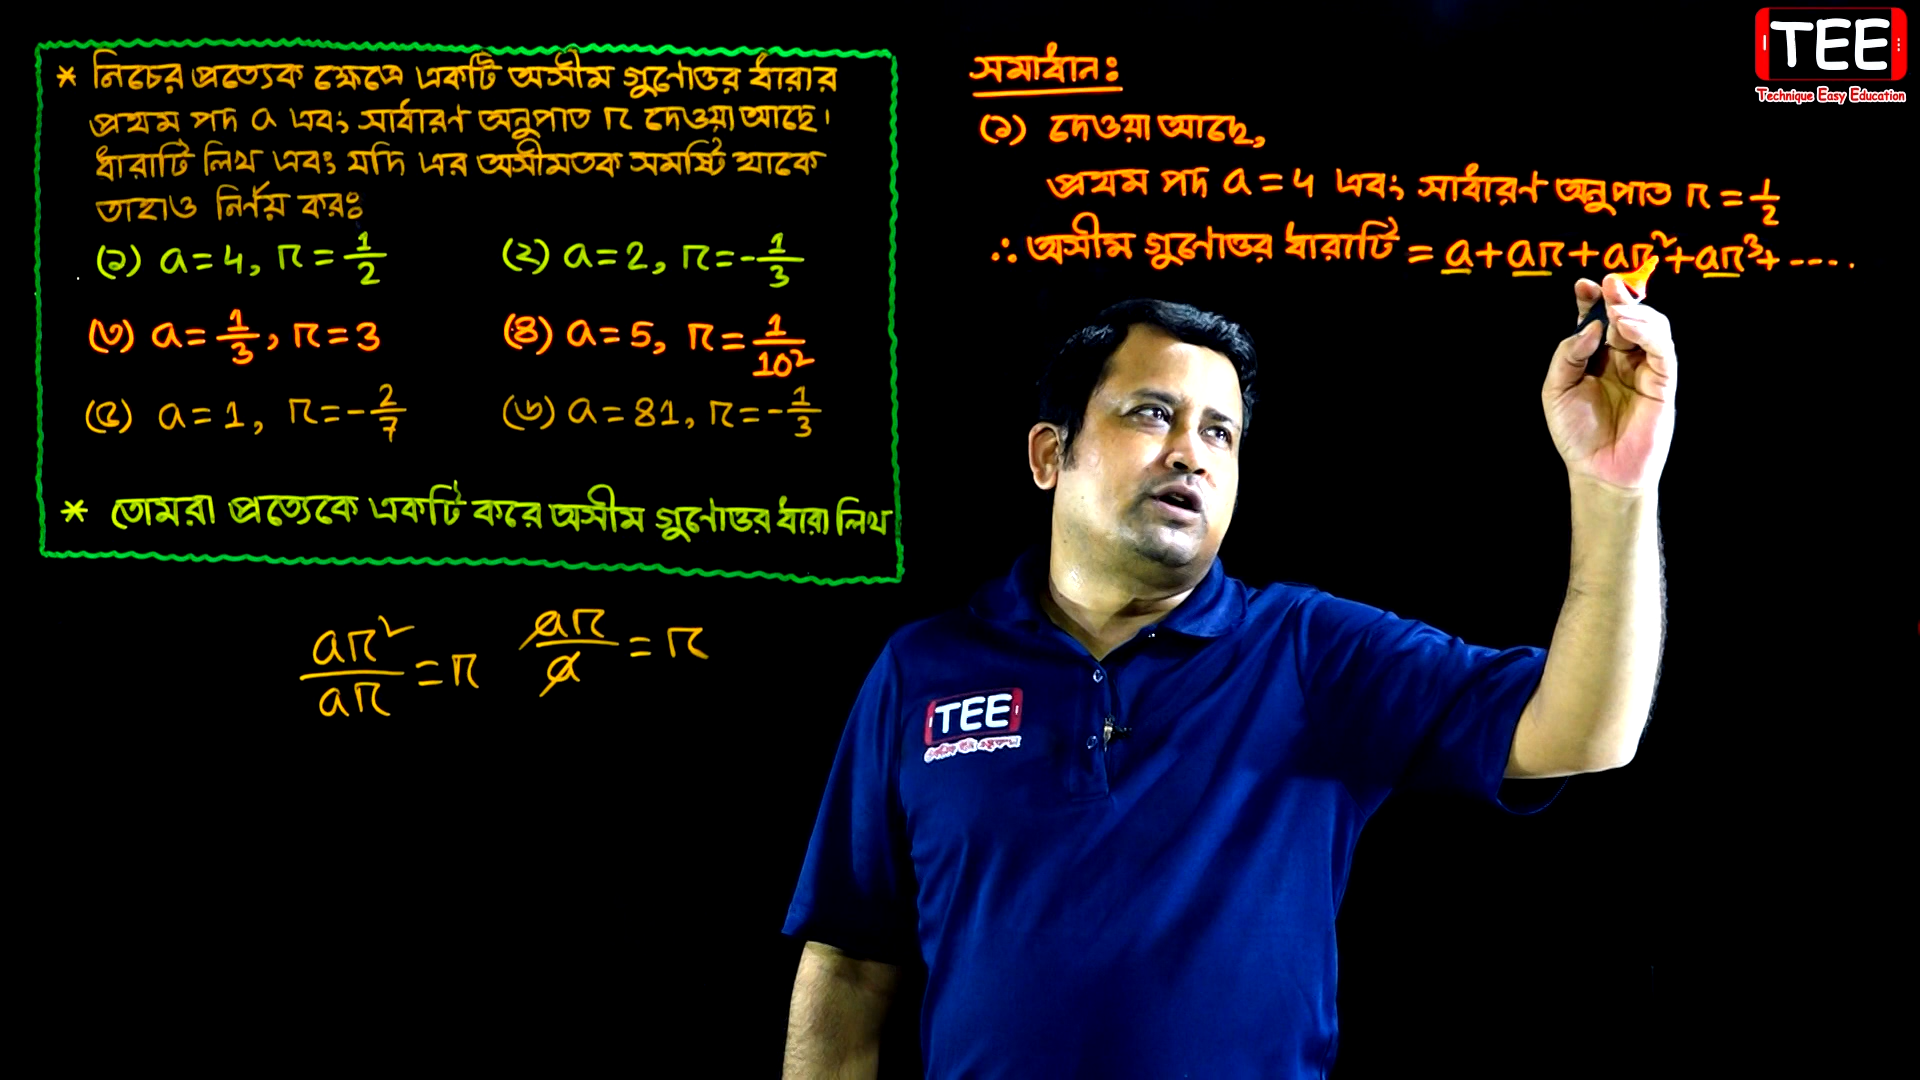 * নিচের প্রত্যেক ক্ষেত্রে একটি অসীম গুণোত্তর ধারার
প্রথম পদ a এবং সাধারণ অনুপাত r দেওয়া আছে।
ধারাটি লিখ এবং যদি এর অসীমতক সমষ্টি থাকে
তাহাও নির্ণয় করঃ
(১) a = 4, r = 1/2 (২) a = 2, r = -1/3
(৩) a = 1/3, r = 3 (৪) a = 5, r = 1/10²
(৫) a = 1, r = -2/7 (৬) a = 81, r = -1/3
* তোমরা প্রত্যেকে একটি করে অসীম গুণোত্তর ধারা লিখ
ar²/ar = r ar/a = r
সমাধানঃ
(১) দেওয়া আছে,
প্রথম পদ a = 4 এবং সাধারণ অনুপাত r = 1/2
∴ অসীম গুণোত্তর ধারাটি = a + ar + ar² + ar³ + ....
TEE
Technique Easy Education
TEE